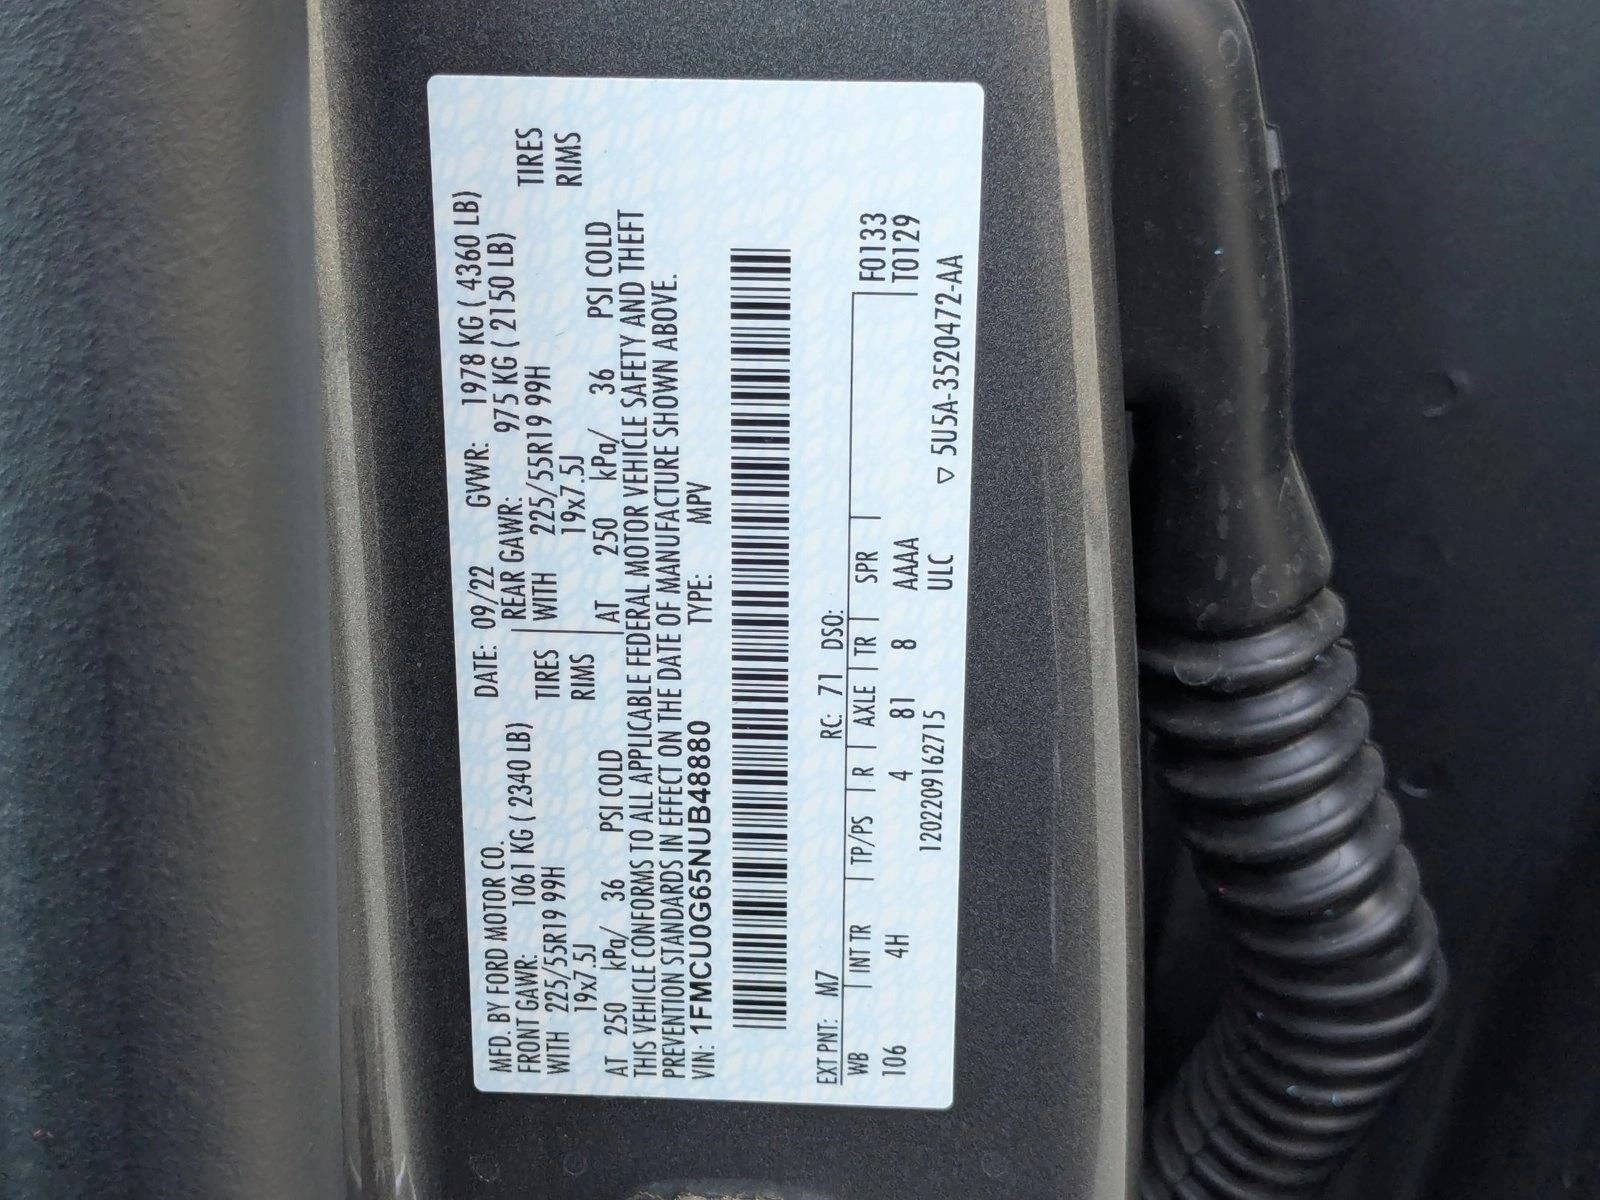 MFD. BY FORD MOTOR CO. DATE: 09/22 GVWR: 1978 KG ( 4360 LB)
FRONT GAWR: 1061 KG ( 2340 LB) REAR GAWR: 975 KG ( 2150 LB)
WITH 225/55R19 99H TIRES WITH 225/55R19 99H TIRES
19x7.5J RIMS 19x7.5J RIMS
AT 250 kPa/ 36 PSI COLD AT 250 kPa/ 36 PSI COLD
THIS VEHICLE CONFORMS TO ALL APPLICABLE FEDERAL MOTOR VEHICLE SAFETY AND THEFT
PREVENTION STANDARDS IN EFFECT ON THE DATE OF MANUFACTURE SHOWN ABOVE.
VIN: 1FMCU0G65NUB48880 TYPE: MPV
EXT PNT: M7 RC: 71 DSO:
WB INT TR TP/PS R AXLE TR SPR F0133
106 4H 4 81 8 AAAA T0129
1202209162715 ULC ▽ 5U5A-3520472-AA